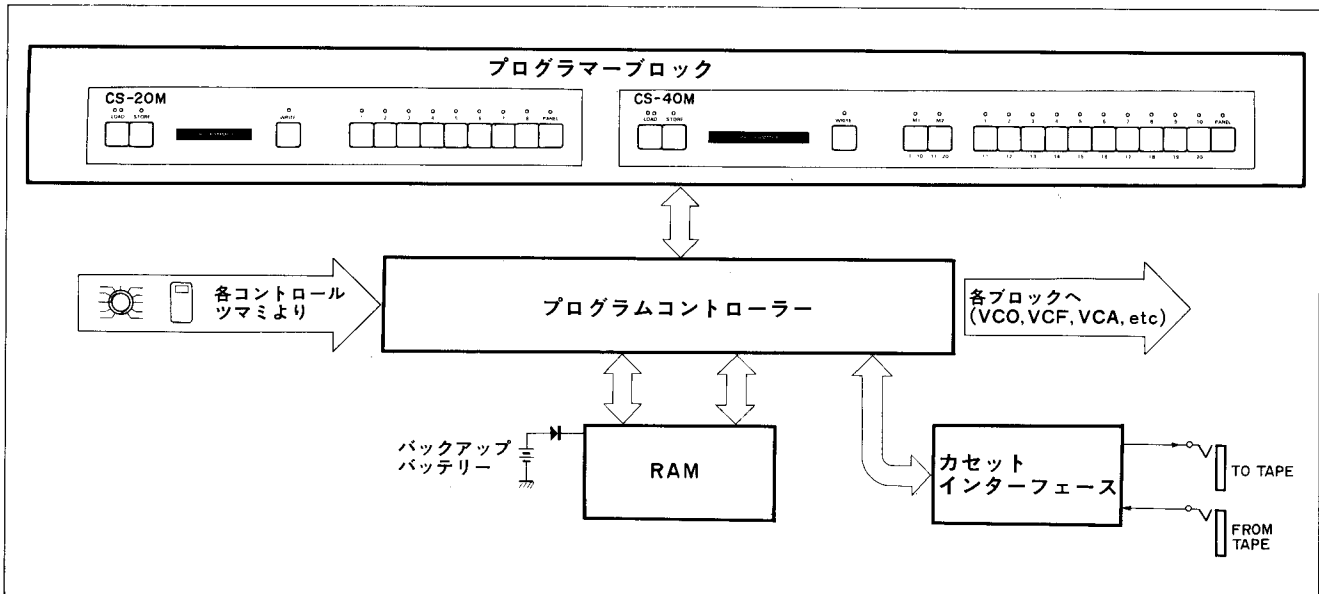 プログラマーブロック
CS-20M
LOAD STORE WRITE 1 2 3 4 5 6 7 8 PANEL
CS-40M
LOAD STORE WRITE M1 M2 1 2 3 4 5 6 7 8 9 10 PANEL
1 10 11 20 11 12 13 14 15 16 17 18 19 20
各コントロール
ツマミより
プログラムコントローラー
各ブロックへ
(VCO, VCF, VCA, etc)
バックアップ
バッテリー
RAM
カセット
インターフェース
TO TAPE
FROM
TAPE